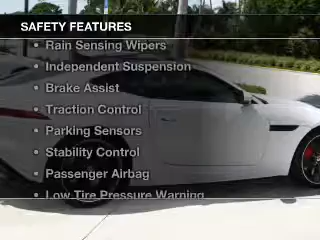 SAFETY FEATURES
• Rain Sensing Wipers
• Independent Suspension
• Brake Assist
• Traction Control
• Parking Sensors
• Stability Control
• Passenger Airbag
• Low Tire Pressure Warning